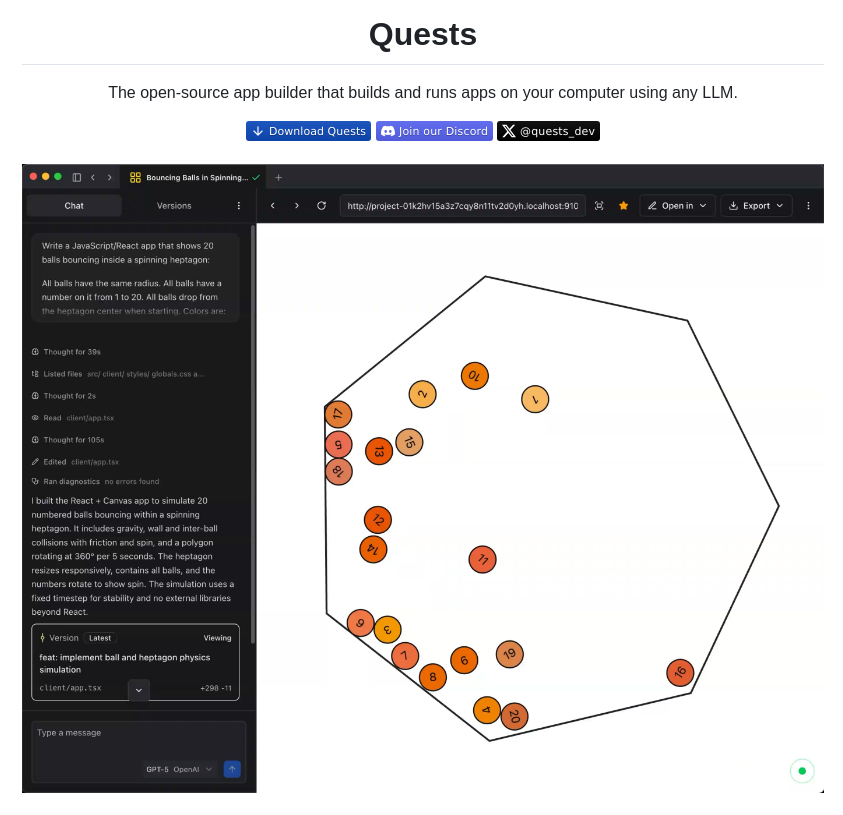 Quests
The open-source app builder that builds and runs apps on your computer using any LLM.
Download Quests Join our Discord @quests_dev
Bouncing Balls in Spinning...
Chat Versions
http://project-01k2hv15a3z7cqy8n11tv2d0yh.localhost:910
Open in Export
Write a JavaScript/React app that shows 20
balls bouncing inside a spinning heptagon:
All balls have the same radius. All balls have a
number on it from 1 to 20. All balls drop from
the heptagon center when starting. Colors are:
Thought for 39s
Listed files src/ client/ styles/ globals.css a...
Thought for 2s
Read client/app.tsx
Thought for 105s
Edited client/app.tsx
Ran diagnostics no errors found
I built the React + Canvas app to simulate 20
numbered balls bouncing within a spinning
heptagon. It includes gravity, wall and inter-ball
collisions with friction and spin, and a polygon
rotating at 360° per 5 seconds. The heptagon
resizes responsively, contains all balls, and the
numbers rotate to show spin. The simulation uses a
fixed timestep for stability and no external libraries
beyond React.
Version Latest Viewing
feat: implement ball and heptagon physics
simulation
client/app.tsx +298 -11
Type a message
GPT-5 OpenAI
10
2
1
17
5
13
15
18
12
14
11
3
7
8
19
16
4
20